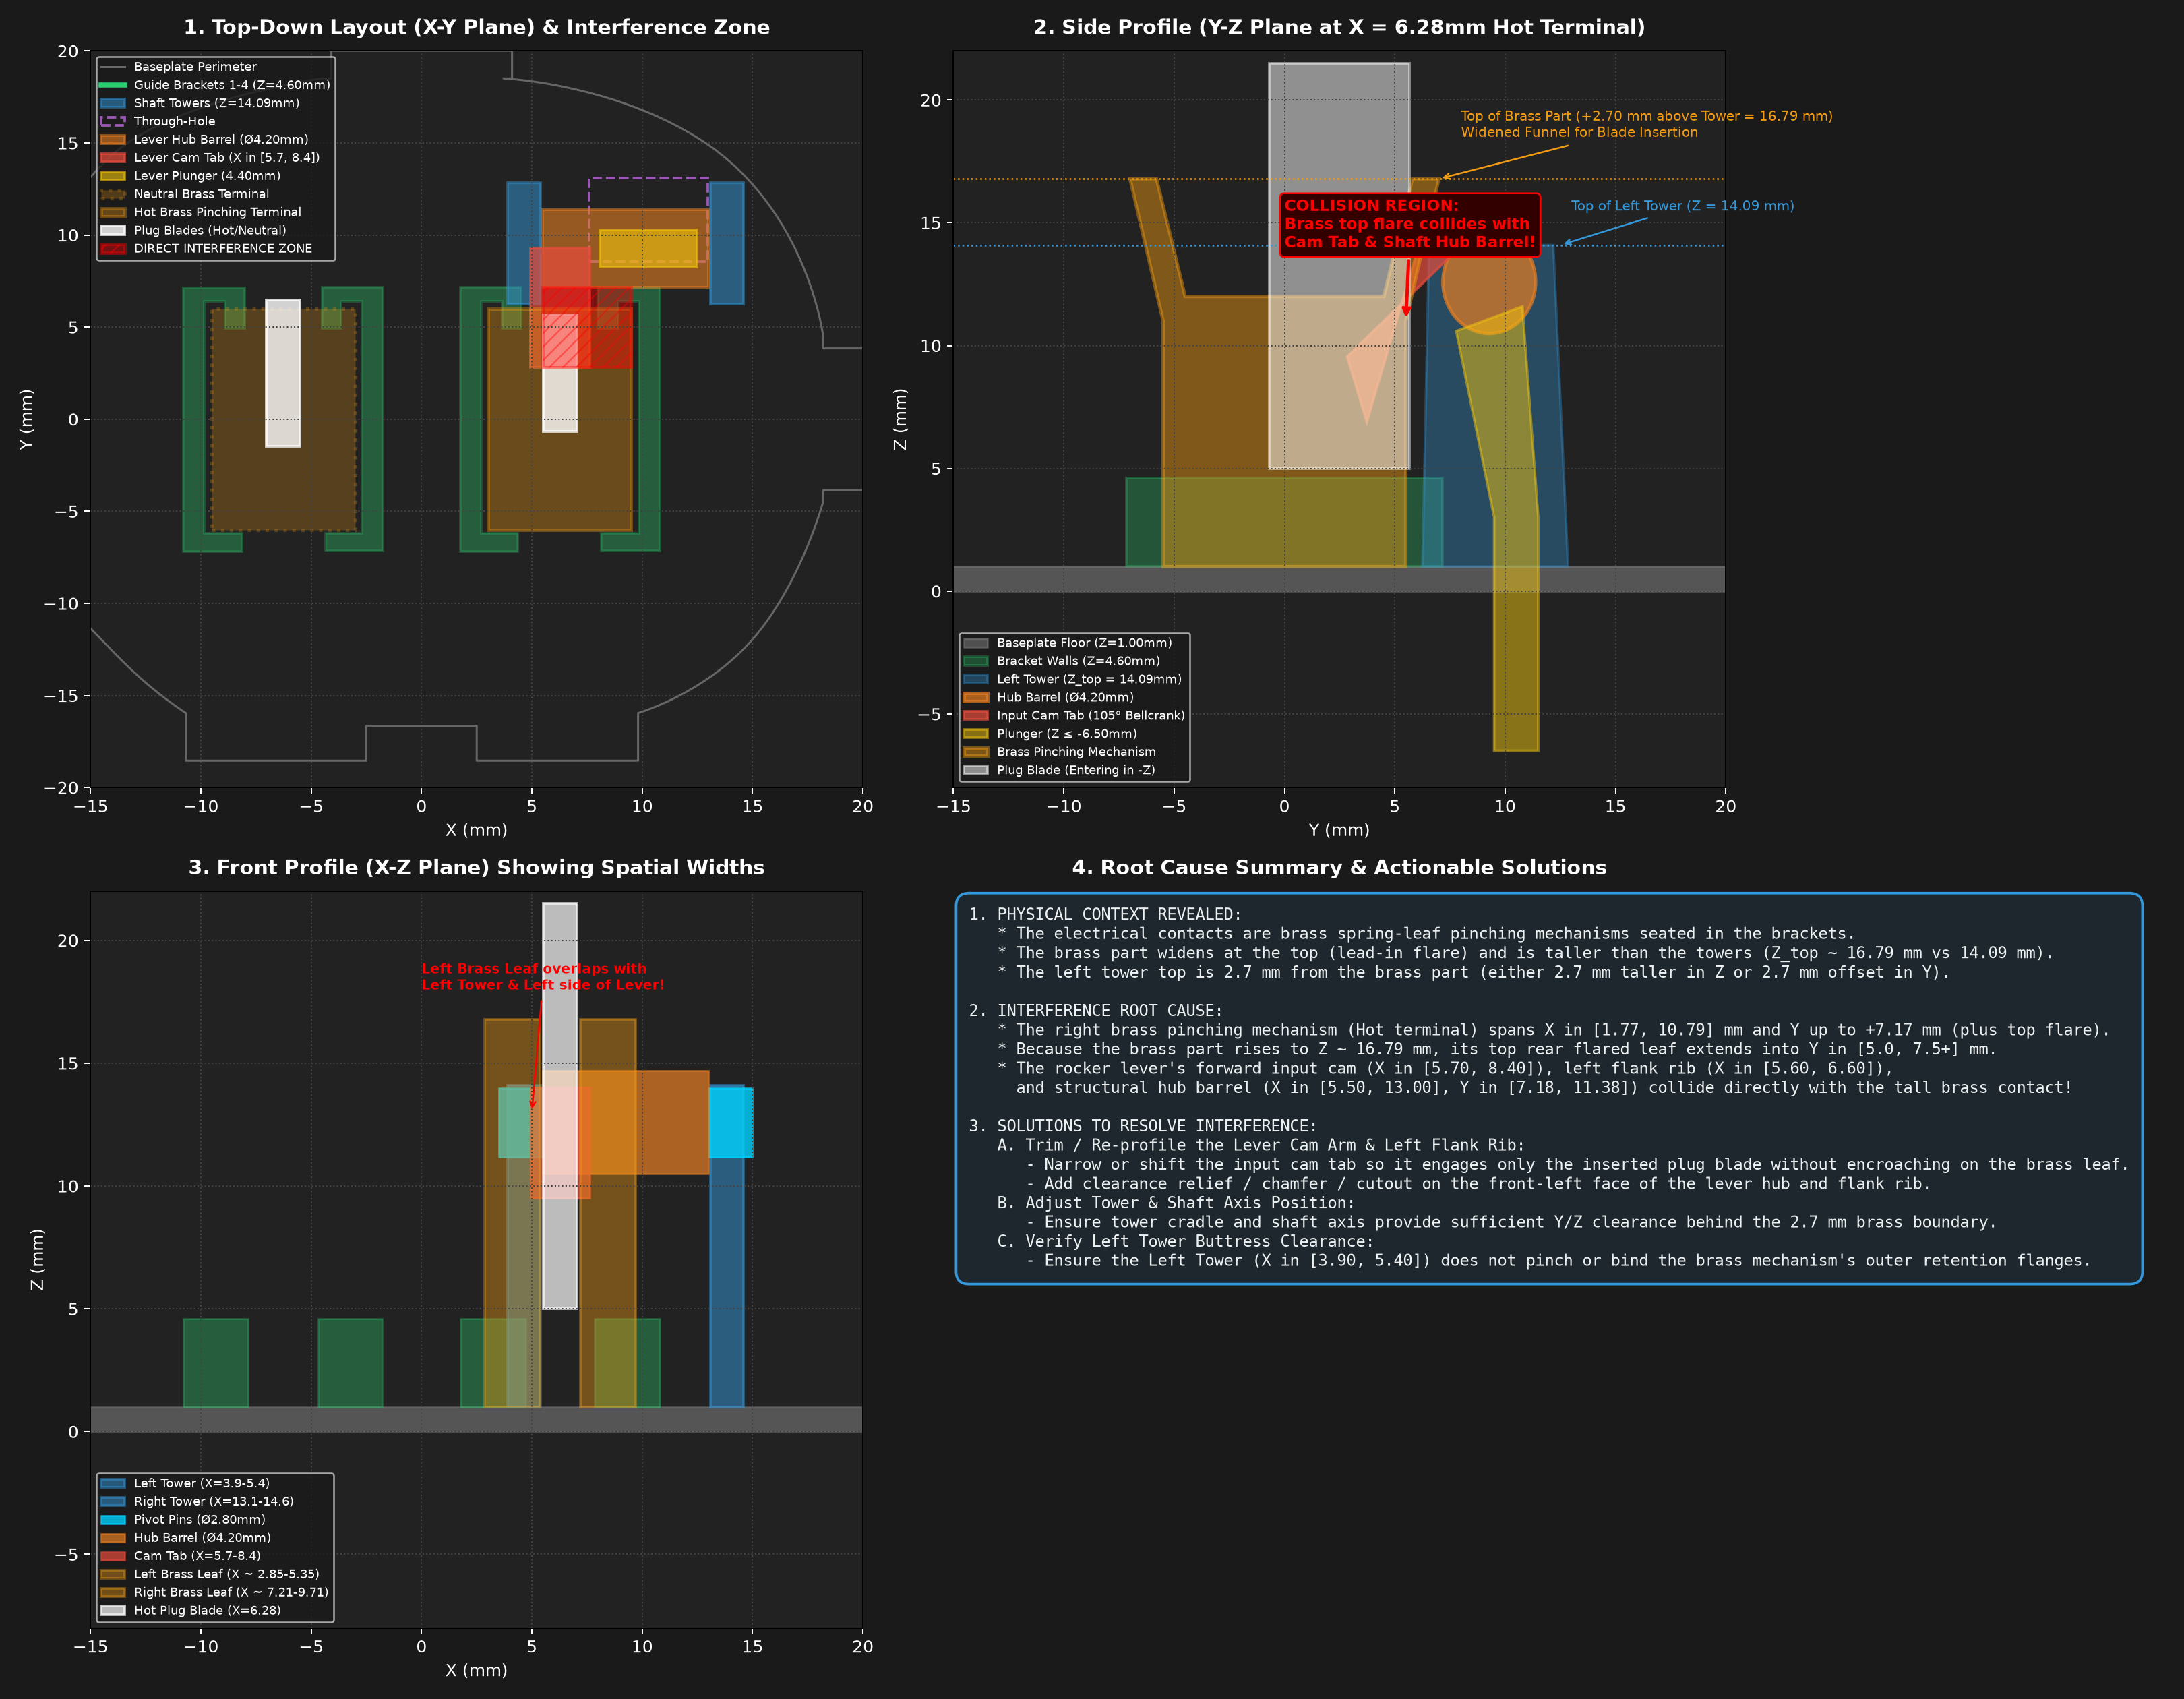 1. Top-Down Layout (X-Y Plane) & Interference Zone
20
15
10
5
0
−5
−10
−15
−20
Y (mm)
Baseplate Perimeter
Guide Brackets 1-4 (Z=4.60mm)
Shaft Towers (Z=14.09mm)
Through-Hole
Lever Hub Barrel (Ø4.20mm)
Lever Cam Tab (X in [5.7, 8.4])
Lever Plunger (4.40mm)
Neutral Brass Terminal
Hot Brass Pinching Terminal
Plug Blades (Hot/Neutral)
DIRECT INTERFERENCE ZONE
−15
−10
−5
0
5
10
15
20
X (mm)
2. Side Profile (Y-Z Plane at X = 6.28mm Hot Terminal)
20
15
10
5
0
−5
Z (mm)
Top of Brass Part (+2.70 mm above Tower = 16.79 mm)
Widened Funnel for Blade Insertion
Top of Left Tower (Z = 14.09 mm)
COLLISION REGION:
Brass top flare collides with
Cam Tab & Shaft Hub Barrel!
Baseplate Floor (Z=1.00mm)
Bracket Walls (Z=4.60mm)
Left Tower (Z_top = 14.09mm)
Hub Barrel (Ø4.20mm)
Input Cam Tab (105° Bellcrank)
Plunger (Z ≤ -6.50mm)
Brass Pinching Mechanism
Plug Blade (Entering in -Z)
−15
−10
−5
0
5
10
15
20
Y (mm)
3. Front Profile (X-Z Plane) Showing Spatial Widths
20
15
10
5
0
−5
Z (mm)
Left Brass Leaf overlaps with
Left Tower & Left side of Lever!
Left Tower (X=3.9-5.4)
Right Tower (X=13.1-14.6)
Pivot Pins (Ø2.80mm)
Hub Barrel (Ø4.20mm)
Cam Tab (X=5.7-8.4)
Left Brass Leaf (X ~ 2.85-5.35)
Right Brass Leaf (X ~ 7.21-9.71)
Hot Plug Blade (X=6.28)
−15
−10
−5
0
5
10
15
20
X (mm)
4. Root Cause Summary & Actionable Solutions
1. PHYSICAL CONTEXT REVEALED:
* The electrical contacts are brass spring-leaf pinching mechanisms seated in the brackets.
* The brass part widens at the top (lead-in flare) and is taller than the towers (Z_top ~ 16.79 mm vs 14.09 mm).
* The left tower top is 2.7 mm from the brass part (either 2.7 mm taller in Z or 2.7 mm offset in Y).
2. INTERFERENCE ROOT CAUSE:
* The right brass pinching mechanism (Hot terminal) spans X in [1.77, 10.79] mm and Y up to +7.17 mm (plus top flare).
* Because the brass part rises to Z ~ 16.79 mm, its top rear flared leaf extends into Y in [5.0, 7.5+] mm.
* The rocker lever's forward input cam (X in [5.70, 8.40]), left flank rib (X in [5.60, 6.60]),
and structural hub barrel (X in [5.50, 13.00], Y in [7.18, 11.38]) collide directly with the tall brass contact!
3. SOLUTIONS TO RESOLVE INTERFERENCE:
A. Trim / Re-profile the Lever Cam Arm & Left Flank Rib:
- Narrow or shift the input cam tab so it engages only the inserted plug blade without encroaching on the brass leaf.
- Add clearance relief / chamfer / cutout on the front-left face of the lever hub and flank rib.
B. Adjust Tower & Shaft Axis Position:
- Ensure tower cradle and shaft axis provide sufficient Y/Z clearance behind the 2.7 mm brass boundary.
C. Verify Left Tower Buttress Clearance:
- Ensure the Left Tower (X in [3.90, 5.40]) does not pinch or bind the brass mechanism's outer retention flanges.